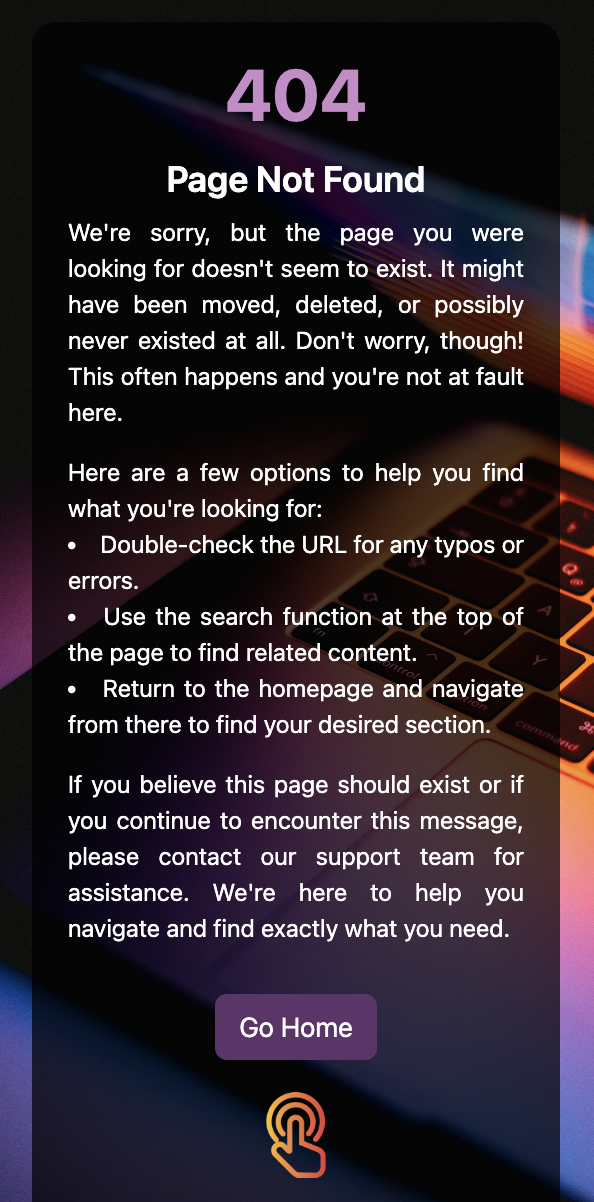 404
Page Not Found
We're sorry, but the page you were
looking for doesn't seem to exist. It might
have been moved, deleted, or possibly
never existed at all. Don't worry, though!
This often happens and you're not at fault
here.
Here are a few options to help you find
what you're looking for:
• Double-check the URL for any typos or
errors.
• Use the search function at the top of
the page to find related content.
• Return to the homepage and navigate
from there to find your desired section.
If you believe this page should exist or if
you continue to encounter this message,
please contact our support team for
assistance. We're here to help you
navigate and find exactly what you need.
Go Home
Q
A
Y
control
command